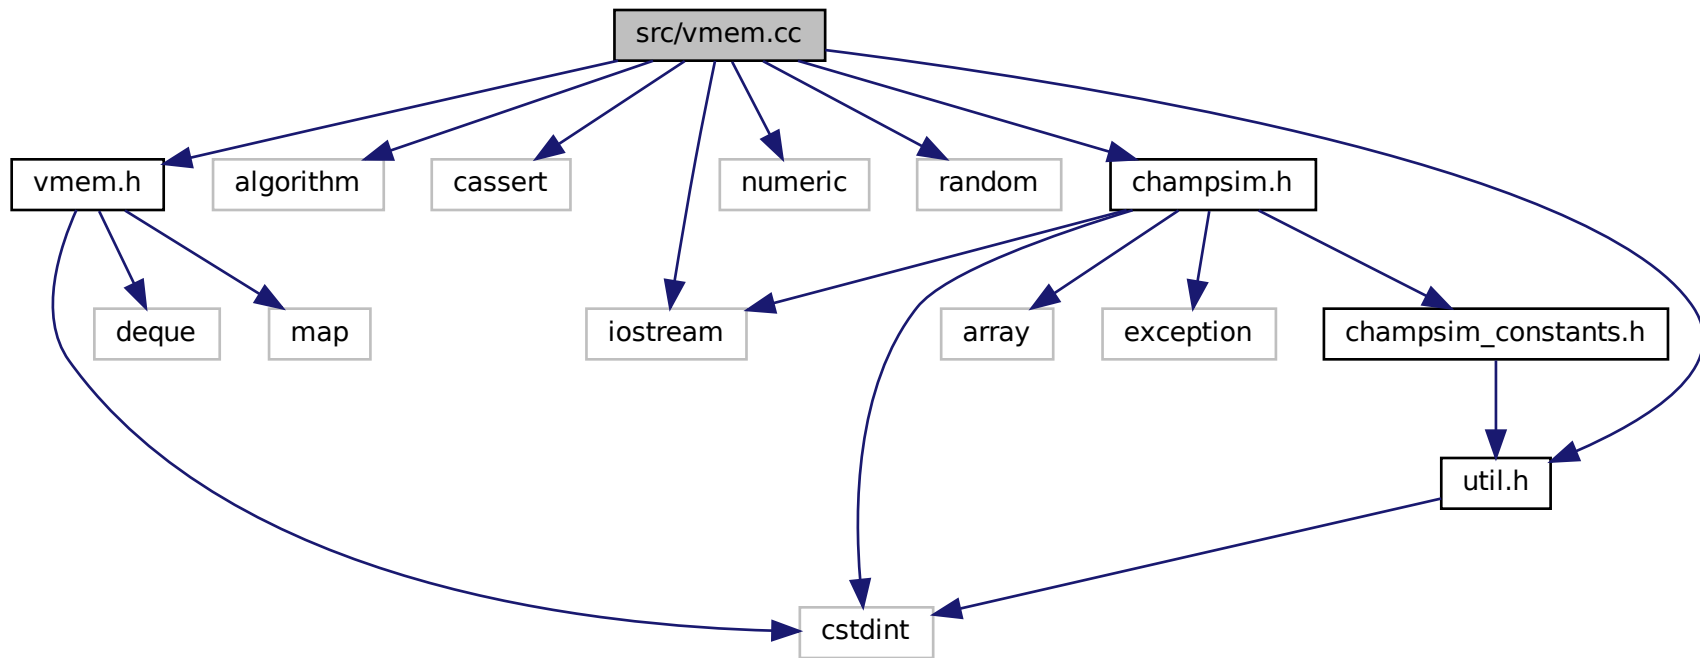 src/vmem.cc
vmem.h
algorithm
cassert
numeric
random
champsim.h
deque
map
iostream
array
exception
champsim_constants.h
util.h
cstdint